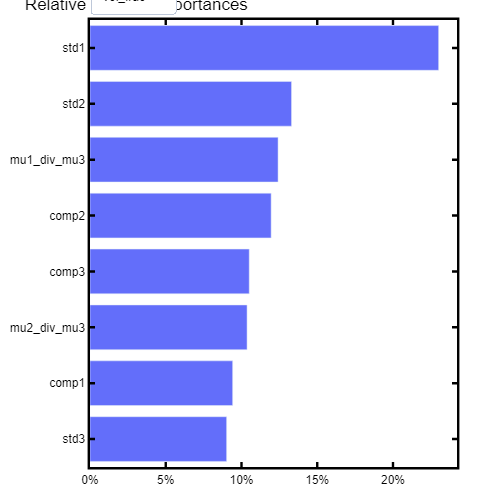 Relative portances
std1
std2
mu1_div_mu3
comp2
comp3
mu2_div_mu3
comp1
std3
0% 5% 10% 15% 20%